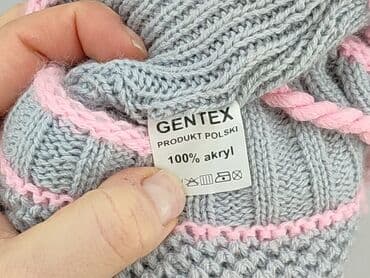 GENTEX
PRODUKT POLSKI
100% akryl